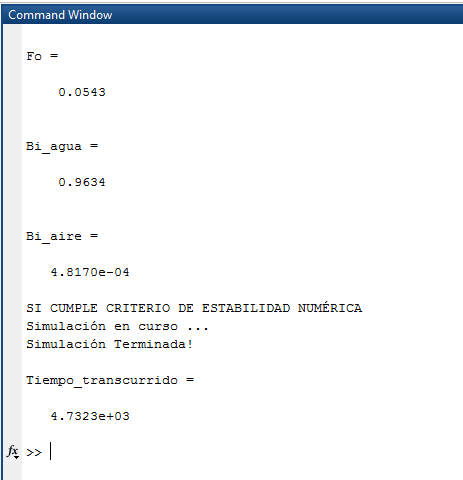 Command Window
Fo =
0.0543
Bi_agua =
0.9634
Bi_aire =
4.8170e-04
SI CUMPLE CRITERIO DE ESTABILIDAD NUMÉRICA
Simulación en curso ...
Simulación Terminada!
Tiempo_transcurrido =
4.7323e+03
fx >>